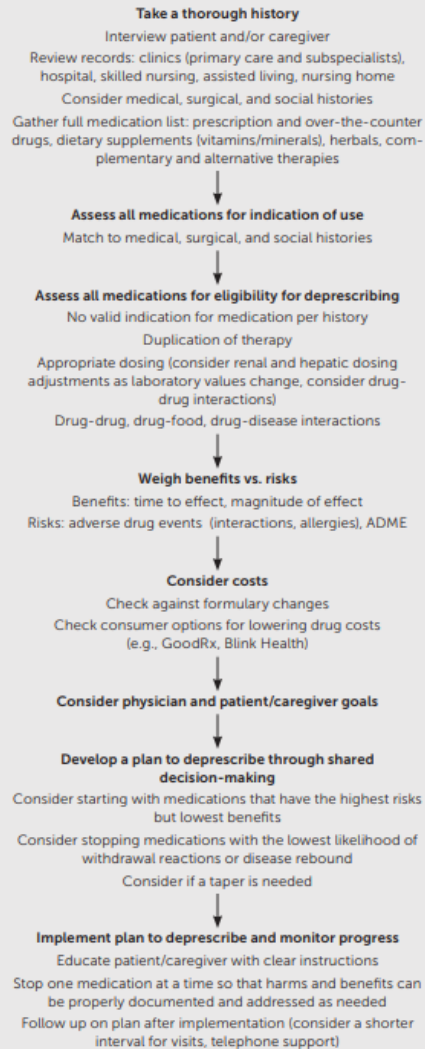 Take a thorough history
Interview patient and/or caregiver
Review records: clinics (primary care and subspecialists),
hospital, skilled nursing, assisted living, nursing home
Consider medical, surgical, and social histories
Gather full medication list: prescription and over-the-counter
drugs, dietary supplements (vitamins/minerals), herbals, com-
plementary and alternative therapies
Assess all medications for indication of use
Match to medical, surgical, and social histories
Assess all medications for eligibility for deprescribing
No valid indication for medication per history
Duplication of therapy
Appropriate dosing (consider renal and hepatic dosing
adjustments as laboratory values change, consider drug-
drug interactions)
Drug-drug, drug-food, drug-disease interactions
Weigh benefits vs. risks
Benefits: time to effect, magnitude of effect
Risks: adverse drug events (interactions, allergies), ADME
Consider costs
Check against formulary changes
Check consumer options for lowering drug costs
(e.g., GoodRx, Blink Health)
Consider physician and patient/caregiver goals
Develop a plan to deprescribe through shared
decision-making
Consider starting with medications that have the highest risks
but lowest benefits
Consider stopping medications with the lowest likelihood of
withdrawal reactions or disease rebound
Consider if a taper is needed
Implement plan to deprescribe and monitor progress
Educate patient/caregiver with clear instructions
Stop one medication at a time so that harms and benefits can
be properly documented and addressed as needed
Follow up on plan after implementation (consider a shorter
interval for visits, telephone support)